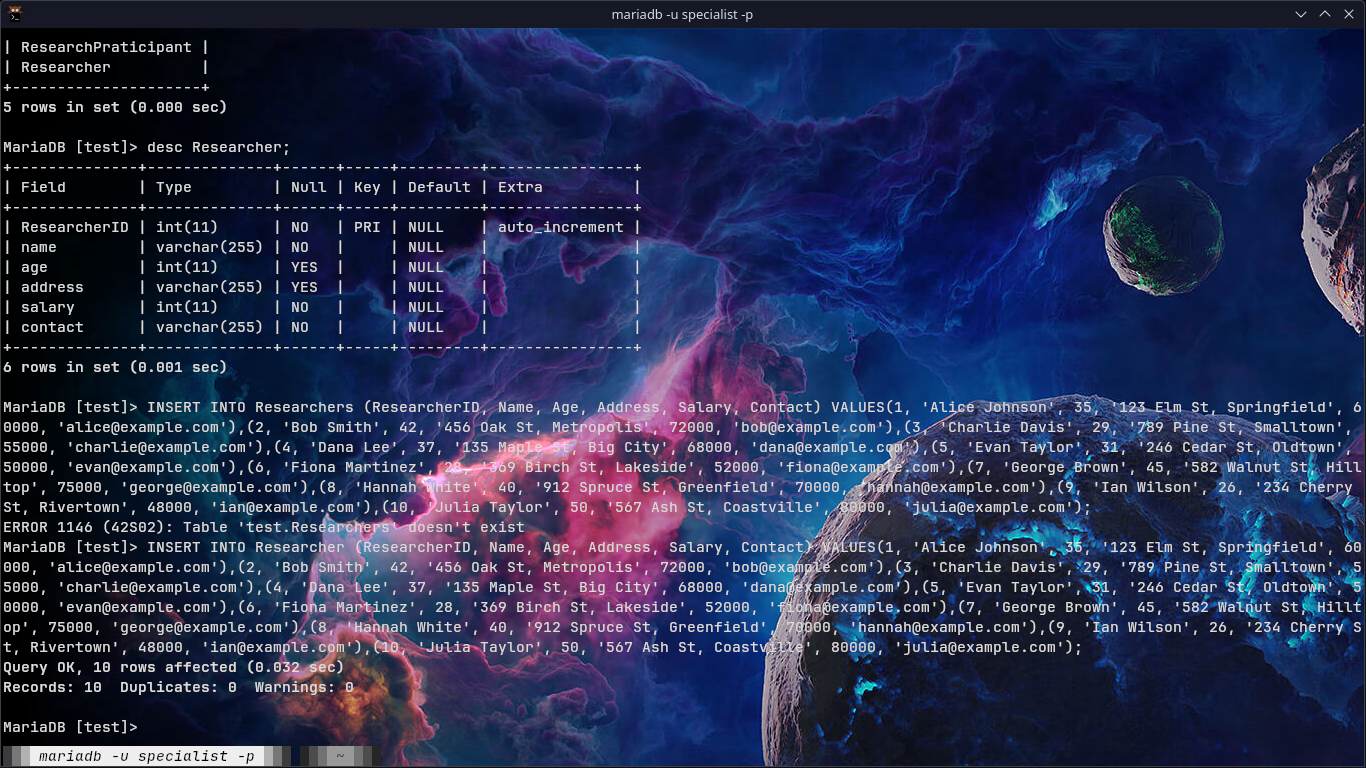 mariadb -u specialist -p
| ResearchPraticipant |
| Researcher          |
+---------------------+
5 rows in set (0.000 sec)
MariaDB [test]> desc Researcher;
+--------------+--------------+------+-----+---------+----------------+
| Field        | Type         | Null | Key | Default | Extra          |
+--------------+--------------+------+-----+---------+----------------+
| ResearcherID | int(11)      | NO   | PRI | NULL    | auto_increment |
| name         | varchar(255) | NO   |     | NULL    |                |
| age          | int(11)      | YES  |     | NULL    |                |
| address      | varchar(255) | YES  |     | NULL    |                |
| salary       | int(11)      | NO   |     | NULL    |                |
| contact      | varchar(255) | NO   |     | NULL    |                |
+--------------+--------------+------+-----+---------+----------------+
6 rows in set (0.001 sec)
MariaDB [test]> INSERT INTO Researchers (ResearcherID, Name, Age, Address, Salary, Contact) VALUES(1, 'Alice Johnson', 35, '123 Elm St, Springfield', 6
0000, 'alice@example.com'),(2, 'Bob Smith', 42, '456 Oak St, Metropolis', 72000, 'bob@example.com'),(3, 'Charlie Davis', 29, '789 Pine St, Smalltown',
55000, 'charlie@example.com'),(4, 'Dana Lee', 37, '135 Maple St, Big City', 68000, 'dana@example.com'),(5, 'Evan Taylor', 31, '246 Cedar St, Oldtown',
50000, 'evan@example.com'),(6, 'Fiona Martinez', 28, '369 Birch St, Lakeside', 52000, 'fiona@example.com'),(7, 'George Brown', 45, '582 Walnut St, Hill
top', 75000, 'george@example.com'),(8, 'Hannah White', 40, '912 Spruce St, Greenfield', 70000, 'hannah@example.com'),(9, 'Ian Wilson', 26, '234 Cherry
St, Rivertown', 48000, 'ian@example.com'),(10, 'Julia Taylor', 50, '567 Ash St, Coastville', 80000, 'julia@example.com');
ERROR 1146 (42S02): Table 'test.Researchers' doesn't exist
MariaDB [test]> INSERT INTO Researcher (ResearcherID, Name, Age, Address, Salary, Contact) VALUES(1, 'Alice Johnson', 35, '123 Elm St, Springfield', 60
000, 'alice@example.com'),(2, 'Bob Smith', 42, '456 Oak St, Metropolis', 72000, 'bob@example.com'),(3, 'Charlie Davis', 29, '789 Pine St, Smalltown', 5
5000, 'charlie@example.com'),(4, 'Dana Lee', 37, '135 Maple St, Big City', 68000, 'dana@example.com'),(5, 'Evan Taylor', 31, '246 Cedar St, Oldtown', 5
0000, 'evan@example.com'),(6, 'Fiona Martinez', 28, '369 Birch St, Lakeside', 52000, 'fiona@example.com'),(7, 'George Brown', 45, '582 Walnut St, Hillt
op', 75000, 'george@example.com'),(8, 'Hannah White', 40, '912 Spruce St, Greenfield', 70000, 'hannah@example.com'),(9, 'Ian Wilson', 26, '234 Cherry S
t, Rivertown', 48000, 'ian@example.com'),(10, 'Julia Taylor', 50, '567 Ash St, Coastville', 80000, 'julia@example.com');
Query OK, 10 rows affected (0.032 sec)
Records: 10  Duplicates: 0  Warnings: 0
MariaDB [test]>
mariadb -u specialist -p ~